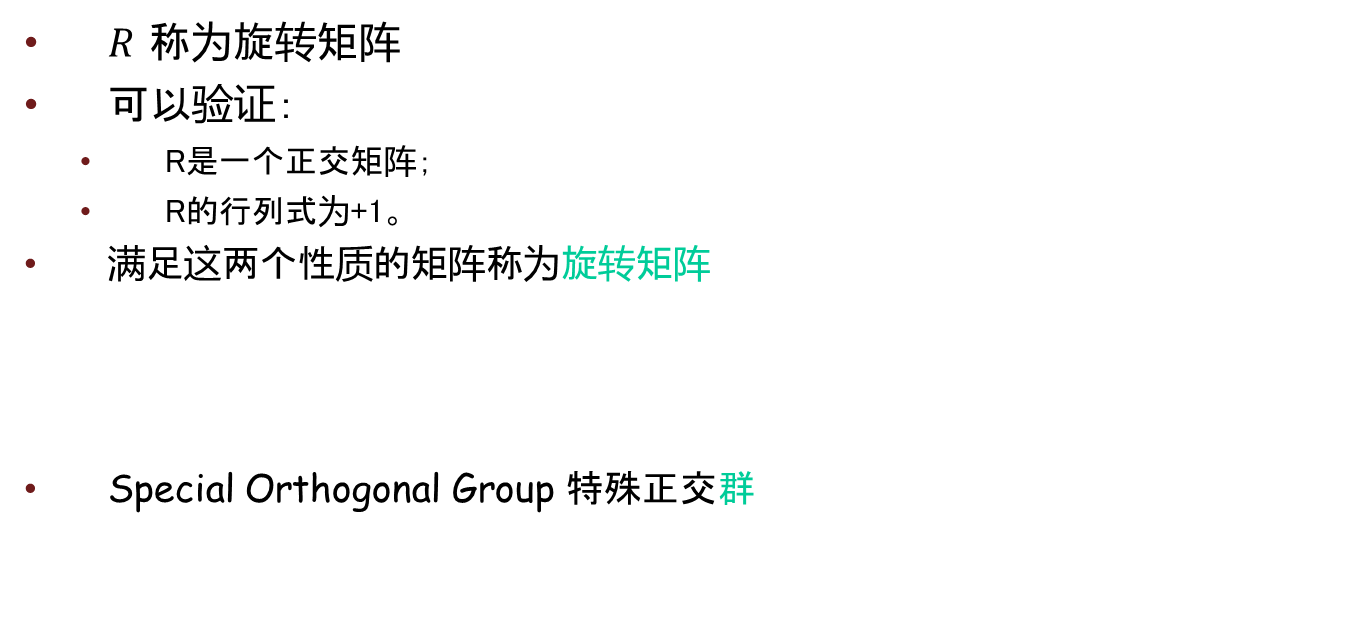 • R 称为旋转矩阵
• 可以验证：
• R是一个正交矩阵；
• R的行列式为+1。
• 满足这两个性质的矩阵称为旋转矩阵
• Special Orthogonal Group 特殊正交群